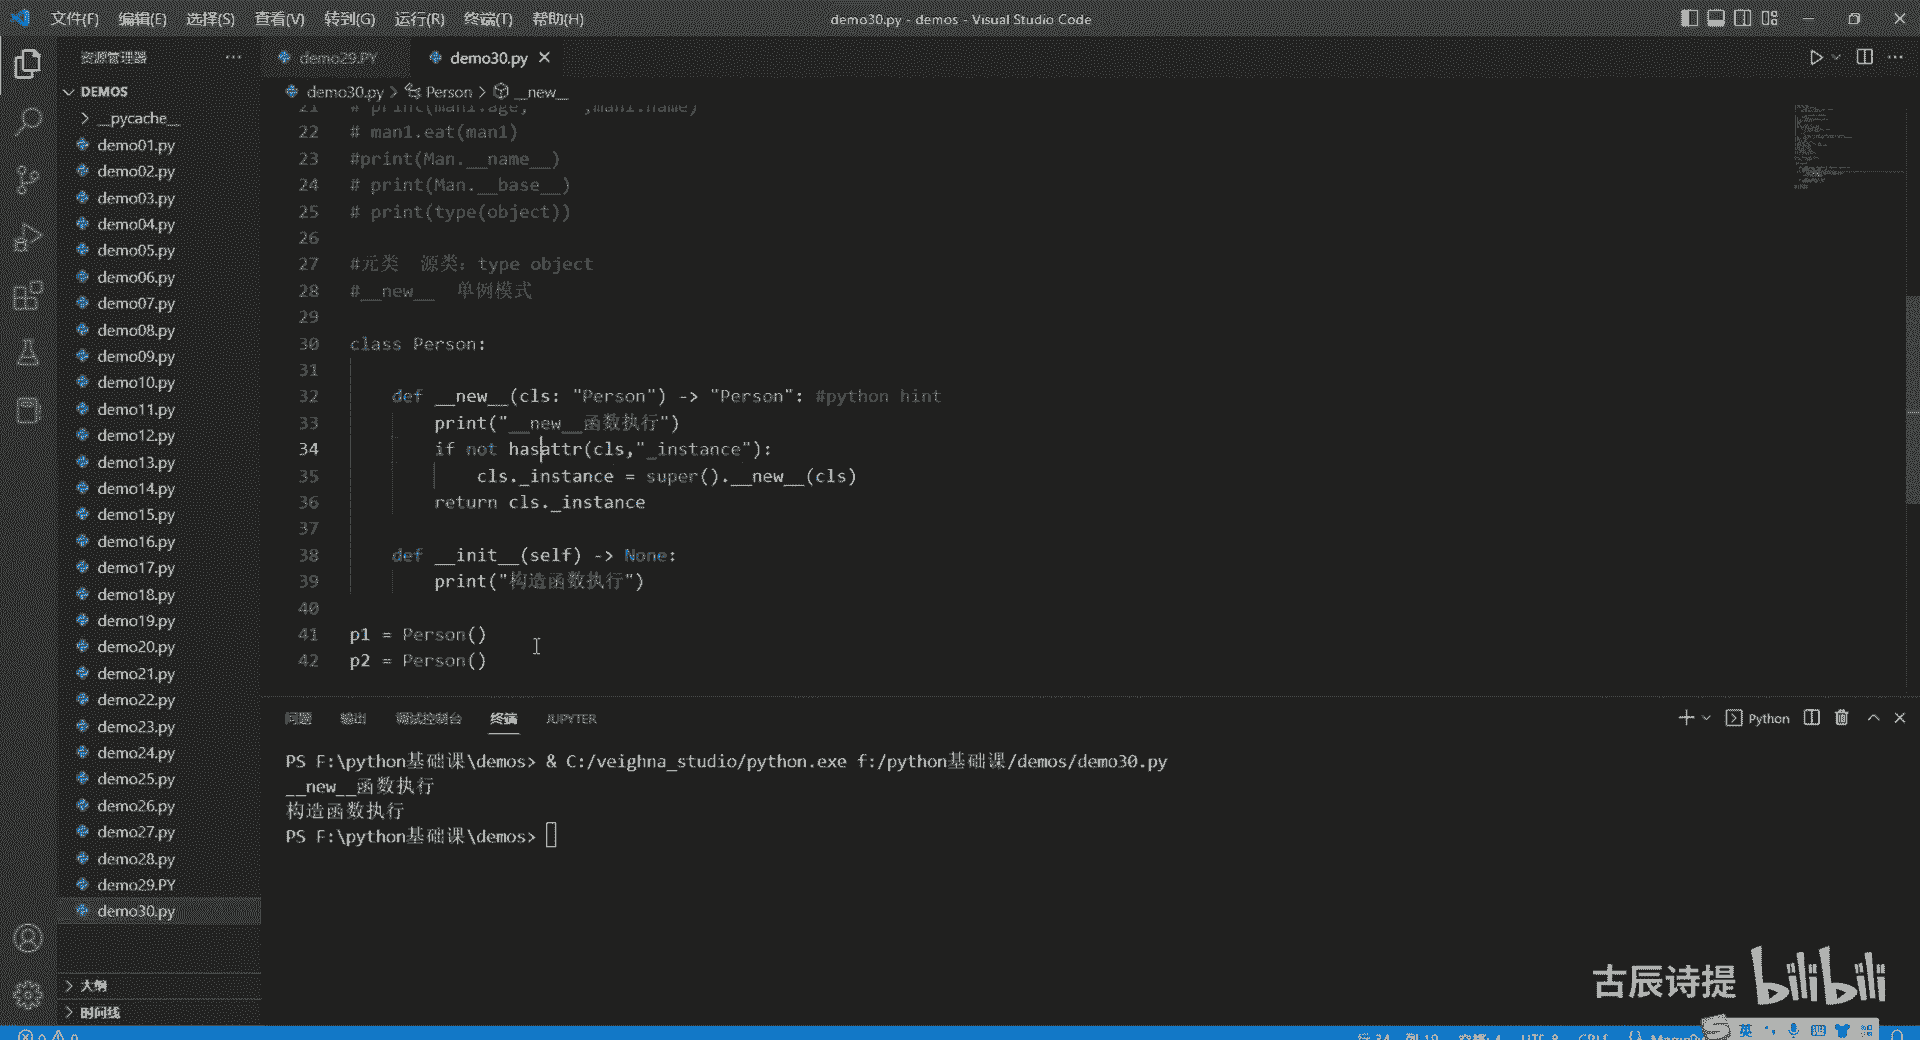 文件(F) 编辑(E) 选择(S) 查看(V) 转到(G) 运行(R) 终端(T) 帮助(H)
demo30.py - demos - Visual Studio Code
资源管理器
demo29.PY
demo30.py
DEMOS
demo30.py > Person > __new__
__pycache__
demo01.py
demo02.py
demo03.py
demo04.py
demo05.py
demo06.py
demo07.py
demo08.py
demo09.py
demo10.py
demo11.py
demo12.py
demo13.py
demo14.py
demo15.py
demo16.py
demo17.py
demo18.py
demo19.py
demo20.py
demo21.py
demo22.py
demo23.py
demo24.py
demo25.py
demo26.py
demo27.py
demo28.py
demo29.PY
demo30.py
大纲
时间线
21 # print(man1.age, ,man1.name)
22 # man1.eat(man1)
23 #print(Man.__name__)
24 # print(Man.__base__)
25 # print(type(object))
26
27 #元类 源类：type object
28 #__new__ 单例模式
29
30 class Person:
31
32 def __new__(cls: "Person") -> "Person": #python hint
33 print("__new__函数执行")
34 if not hasattr(cls,"_instance"):
35 cls._instance = super().__new__(cls)
36 return cls._instance
37
38 def __init__(self) -> None:
39 print("构造函数执行")
40
41 p1 = Person()
42 p2 = Person()
问题 输出 调试控制台 终端 JUPYTER
Python
PS F:\python基础课\demos> & C:/veighna_studio/python.exe f:/python基础课/demos/demo30.py
__new__函数执行
构造函数执行
PS F:\python基础课\demos>
古辰诗提 bilibili
英